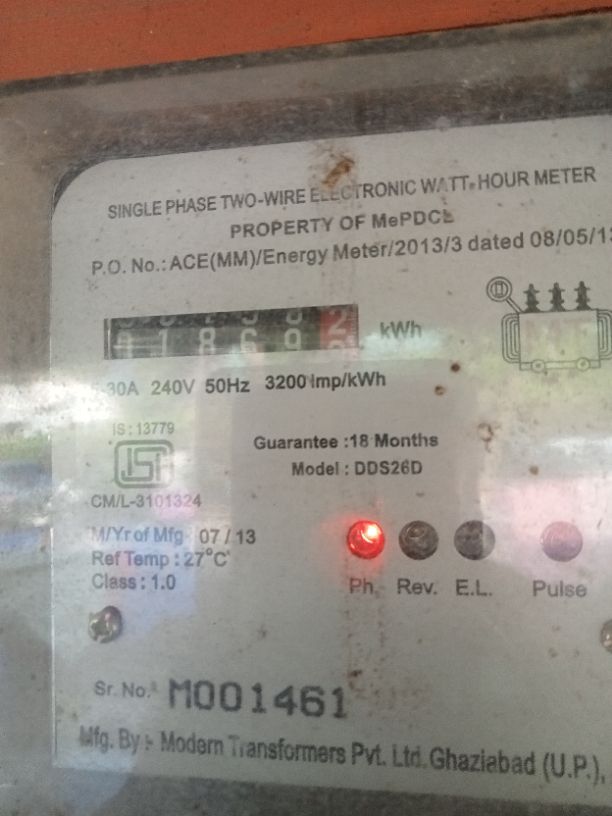 SINGLE PHASE TWO-WIRE ELECTRONIC WATT-HOUR METER
PROPERTY OF MePDCL
P.O. No.: ACE(MM)/Energy Meter/2013/3 dated 08/05/13
kWh
30A 240V 50Hz 3200 Imp/kWh
IS : 13779
ISI
CM/L-3101324
Guarantee : 18 Months
Model : DDS26D
M/Yr of Mfg 07 / 13
Ref Temp : 27°C
Class : 1.0
Ph. Rev. E.L. Pulse
Sr. No. M001461
Mfg. By :- Modern Transformers Pvt. Ltd. Ghaziabad (U.P.),